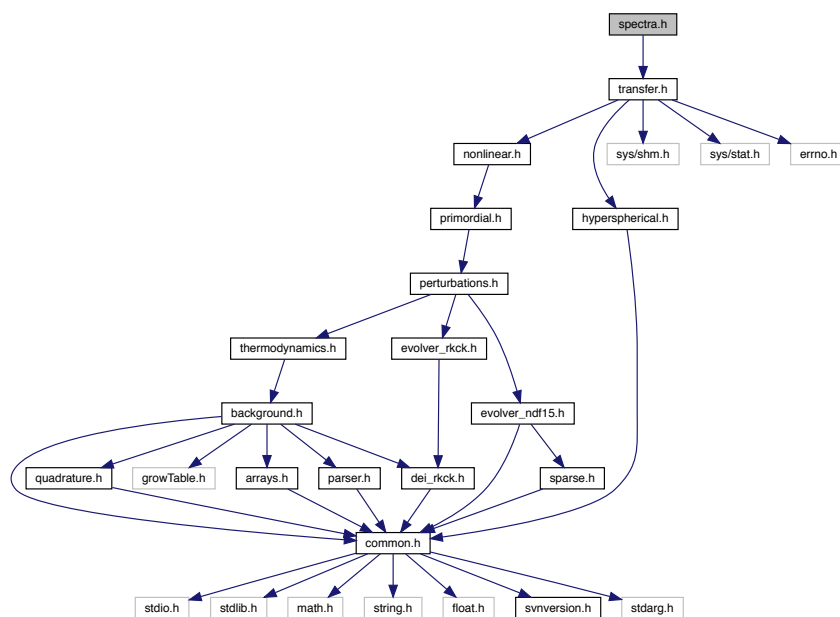 spectra.h
transfer.h
nonlinear.h
sys/shm.h
sys/stat.h
errno.h
primordial.h
hyperspherical.h
perturbations.h
thermodynamics.h
evolver_rkck.h
background.h
evolver_ndf15.h
quadrature.h
growTable.h
arrays.h
parser.h
dei_rkck.h
sparse.h
common.h
stdio.h
stdlib.h
math.h
string.h
float.h
svnversion.h
stdarg.h